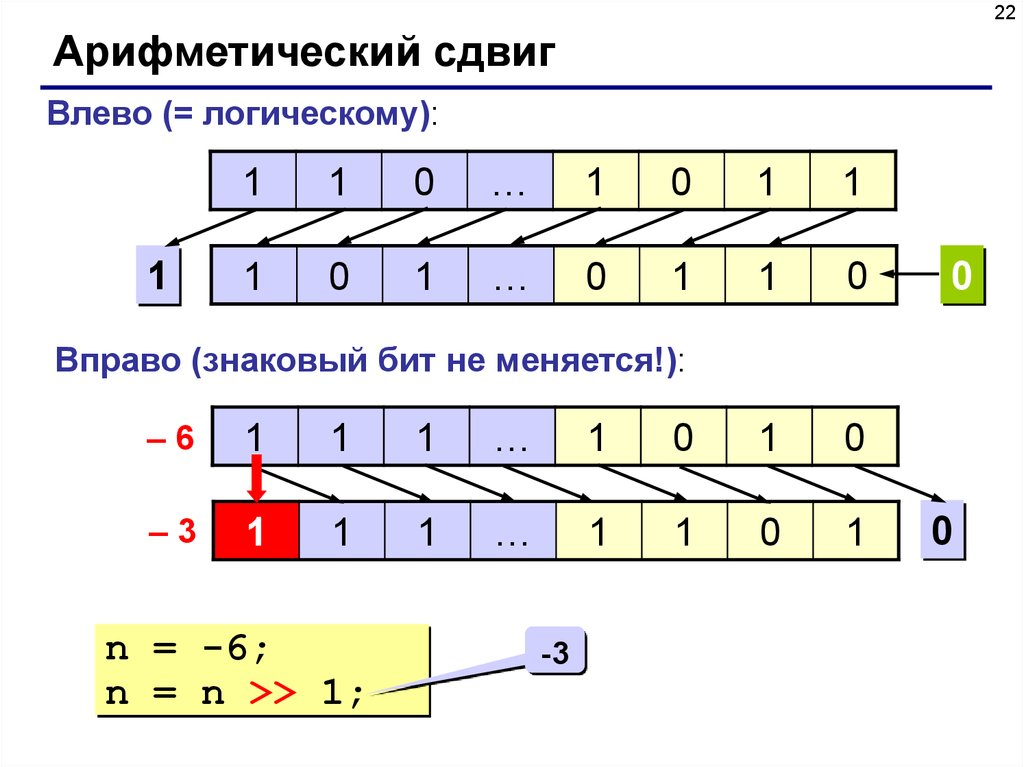 22
Арифметический сдвиг
Влево (= логическому):
1 1 0 … 1 0 1 1
1 1 0 1 … 0 1 1 0 0
Вправо (знаковый бит не меняется!):
– 6 1 1 1 … 1 0 1 0
– 3 1 1 1 … 1 1 0 1 0
n = -6;
n = n >> 1;
-3